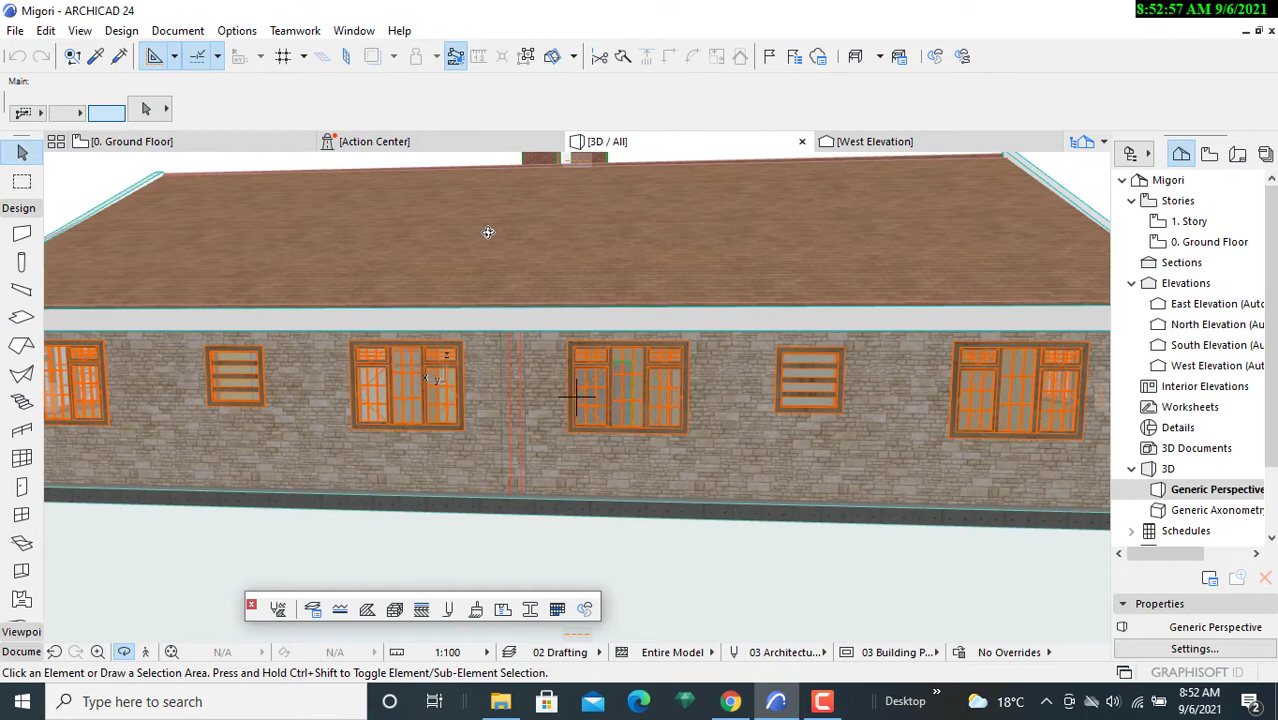 Migori - ARCHICAD 24
8:52:57 AM 9/6/2021
File Edit View Design Document Options Teamwork Window Help
Main:
[0. Ground Floor]
[Action Center]
[3D / All]
[West Elevation]
Design
Migori
Stories
1. Story
0. Ground Floor
Sections
Elevations
East Elevation (Auto
North Elevation (Aut
South Elevation (Aut
West Elevation (Auto
Interior Elevations
Worksheets
Details
3D Documents
3D
Generic Perspective
Generic Axonometry
Schedules
z
y
x
Properties
Generic Perspective
Settings...
Viewpoi
Docume
N/A
N/A
1:100
02 Drafting
Entire Model
03 Architectu...
03 Building P...
No Overrides
Click an Element or Draw a Selection Area. Press and Hold Ctrl+Shift to Toggle Element/Sub-Element Selection.
GRAPHISOFT ID
Type here to search
Desktop
18°C
8:52 AM
9/6/2021
2